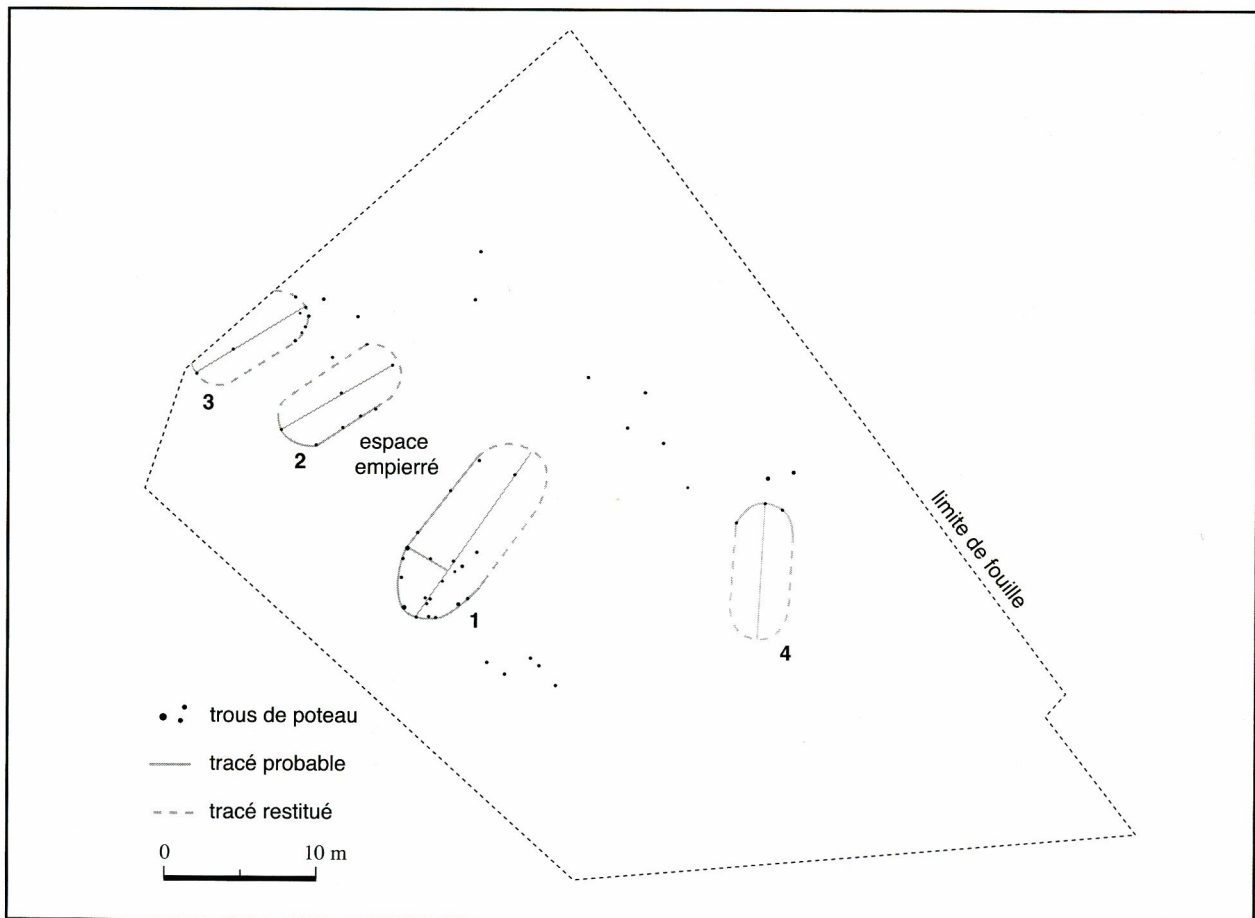 3
2
espace
empierré
1
4
limite de fouille
trous de poteau
tracé probable
tracé restitué
0 10 m